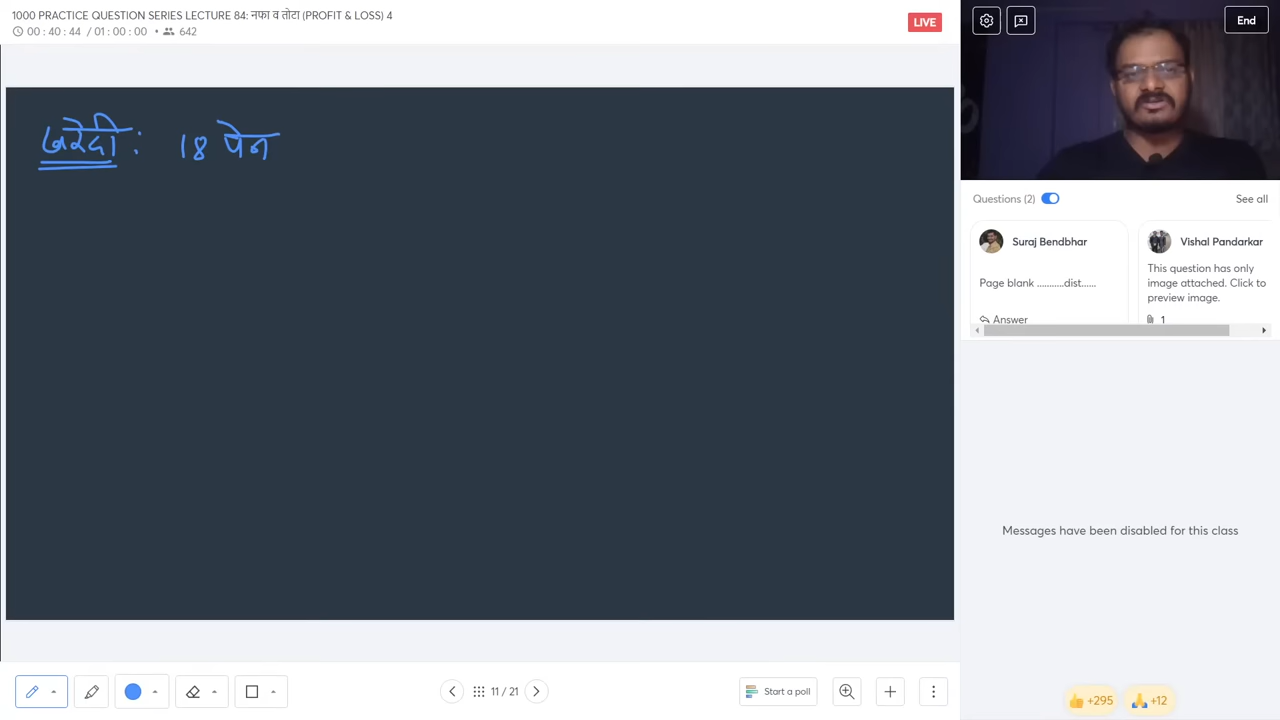 1000 PRACTICE QUESTION SERIES LECTURE 84: नफा व तोटा (PROFIT & LOSS) 4
00 : 40 : 44 / 01 : 00 : 00 • 642
LIVE
End
खरेदी : 18 पेन
Questions (2)
See all
Suraj Bendbhar
Page blank ...........dist......
Answer
Vishal Pandarkar
This question has only
image attached. Click to
preview image.
1
Messages have been disabled for this class
11 / 21
Start a poll
+295
+12